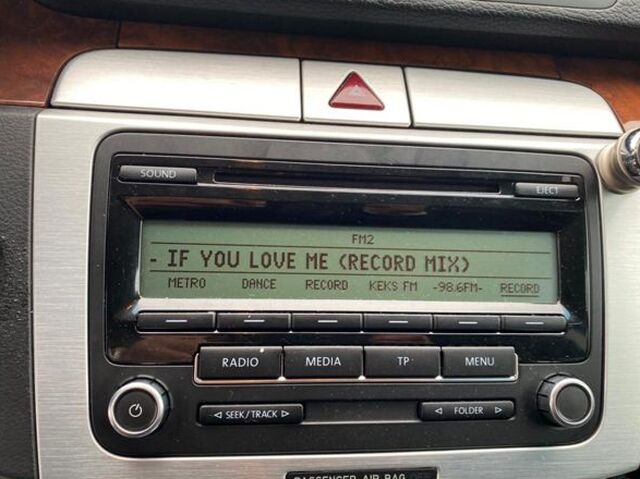 SOUND
EJECT
FM2
- IF YOU LOVE ME (RECORD MIX)
METRO DANCE RECORD KEKS FM -98.6FM- RECORD
RADIO MEDIA TP MENU
◁ SEEK/TRACK ▷
◁ FOLDER ▷
PASSENGER AIR BAG